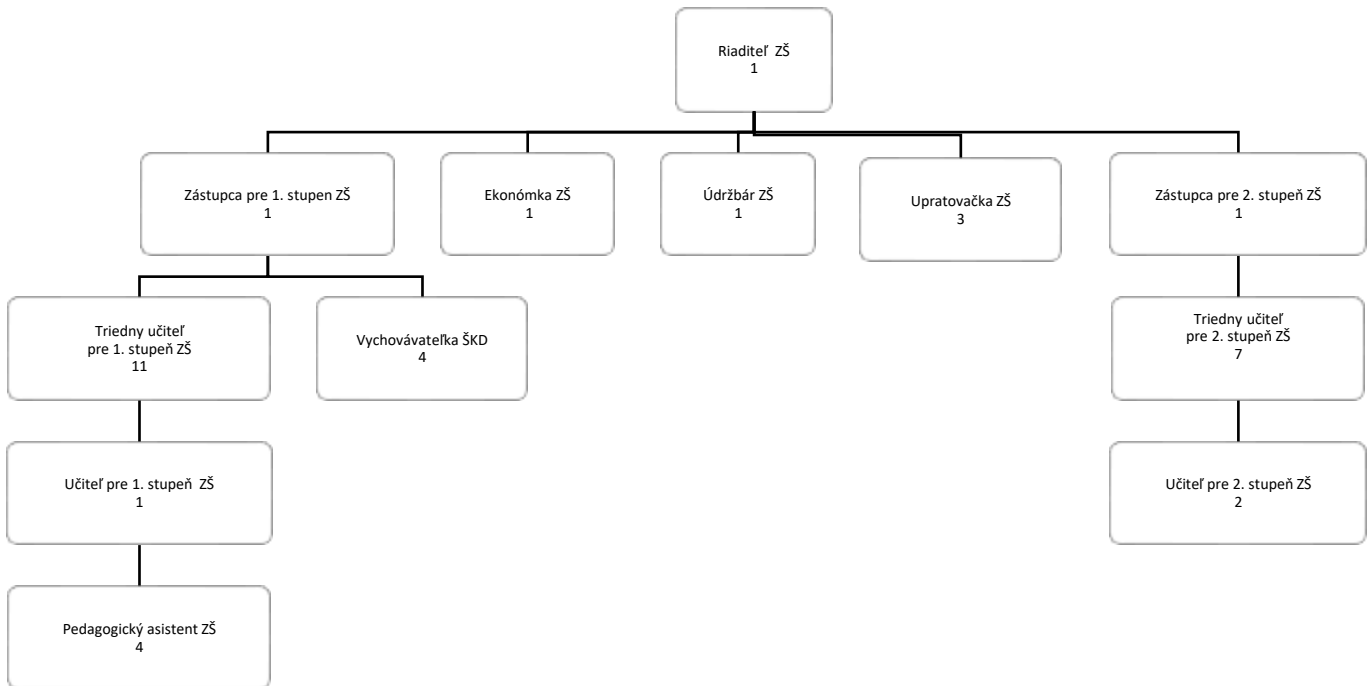 Riaditeľ ZŠ
1
Zástupca pre 1. stupen ZŠ
1
Ekonómka ZŠ
1
Údržbár ZŠ
1
Upratovačka ZŠ
3
Zástupca pre 2. stupeň ZŠ
1
Triedny učiteľ
pre 1. stupeň ZŠ
11
Vychovávateľka ŠKD
4
Triedny učiteľ
pre 2. stupeň ZŠ
7
Učiteľ pre 1. stupeň ZŠ
1
Učiteľ pre 2. stupeň ZŠ
2
Pedagogický asistent ZŠ
4